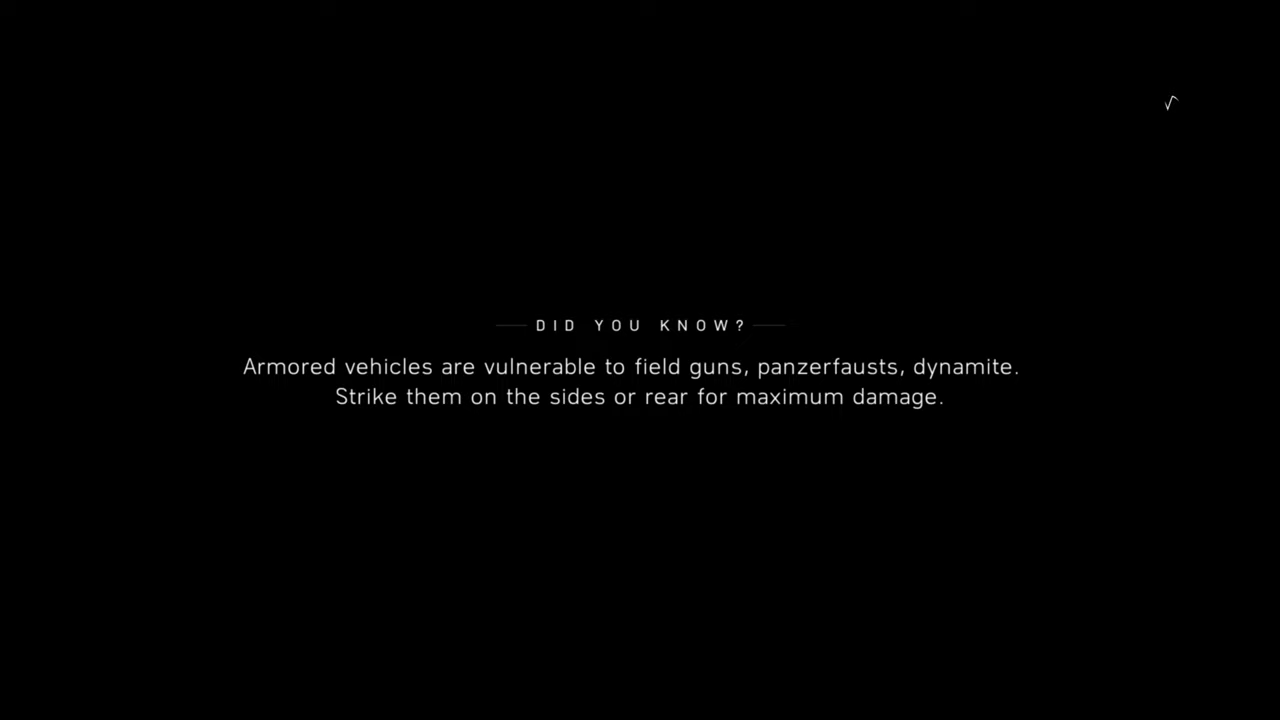 DID YOU KNOW?
Armored vehicles are vulnerable to field guns, panzerfausts, dynamite.
Strike them on the sides or rear for maximum damage.